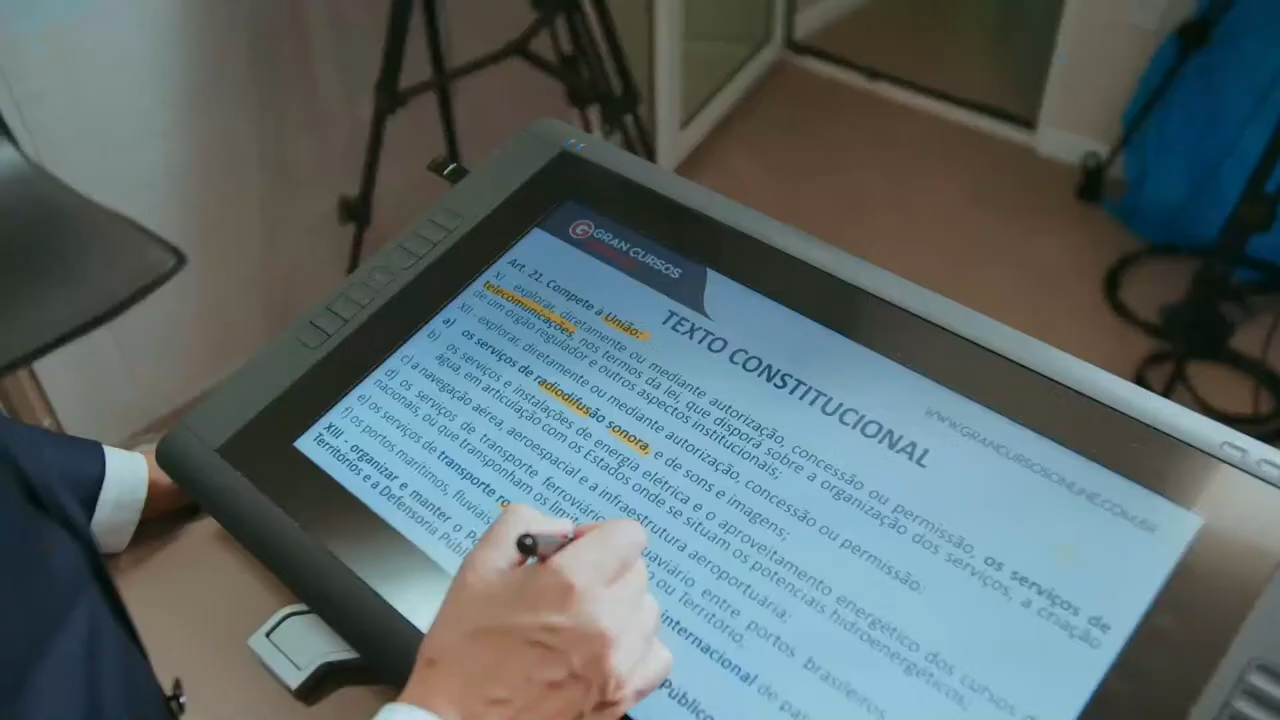 GRAN CURSOS
WWW.GRANCURSOSONLINE.COM.BR
TEXTO CONSTITUCIONAL
Art. 21. Compete à União:
XI - explorar, diretamente ou mediante autorização, concessão ou permissão, os serviços de
telecomunicações, nos termos da lei, que disporá sobre a organização dos serviços, a criação
de um órgão regulador e outros aspectos institucionais;
XII - explorar, diretamente ou mediante autorização, concessão ou permissão:
a) os serviços de radiodifusão sonora, e de sons e imagens;
b) os serviços e instalações de energia elétrica e o aproveitamento energético dos cursos
água, em articulação com os Estados onde se situam os potenciais hidroenergéticos;
c) a navegação aérea, aeroespacial e a infraestrutura aeroportuária;
d) os serviços de transporte ferroviário uaviário entre portos brasileiros
nacionais, ou que transponham os limi ou Território;
e) os serviços de transporte ro internacional de pas
f) os portos marítimos, fluviais
XIII - organizar e manter o P Público
Territórios e a Defensoria Públ